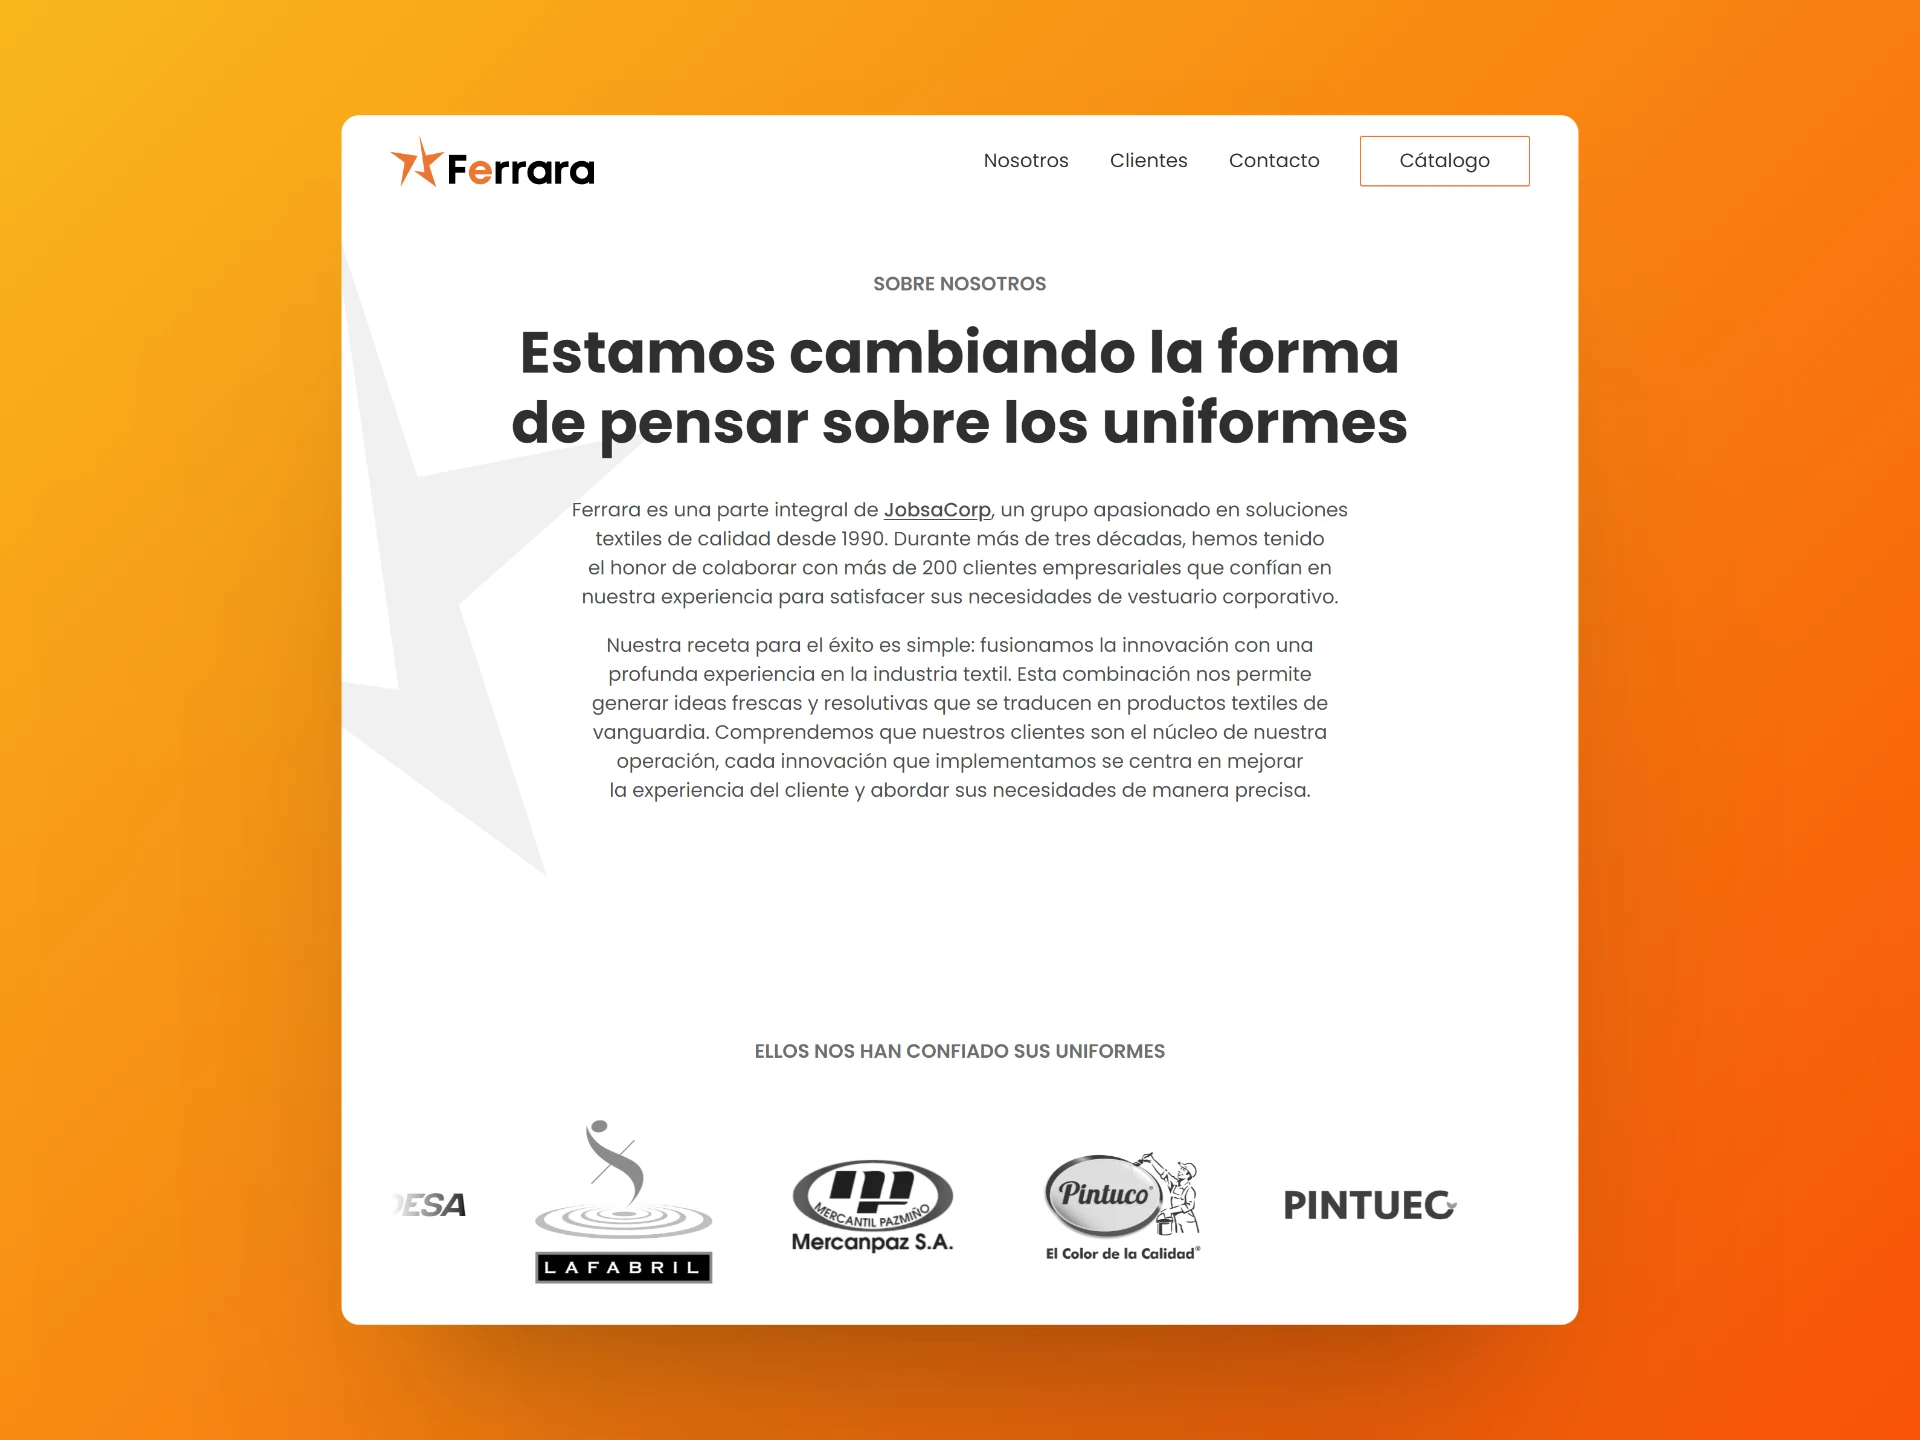 Ferrara
Nosotros Clientes Contacto Cátalogo
SOBRE NOSOTROS
Estamos cambiando la forma
de pensar sobre los uniformes
Ferrara es una parte integral de JobsaCorp, un grupo apasionado en soluciones
textiles de calidad desde 1990. Durante más de tres décadas, hemos tenido
el honor de colaborar con más de 200 clientes empresariales que confían en
nuestra experiencia para satisfacer sus necesidades de vestuario corporativo.
Nuestra receta para el éxito es simple: fusionamos la innovación con una
profunda experiencia en la industria textil. Esta combinación nos permite
generar ideas frescas y resolutivas que se traducen en productos textiles de
vanguardia. Comprendemos que nuestros clientes son el núcleo de nuestra
operación, cada innovación que implementamos se centra en mejorar
la experiencia del cliente y abordar sus necesidades de manera precisa.
ELLOS NOS HAN CONFIADO SUS UNIFORMES
DESA
LAFABRIL
mp
MERCANTIL PAZMIÑO
Mercanpaz S.A.
Pintuco®
El Color de la Calidad®
PINTUEC